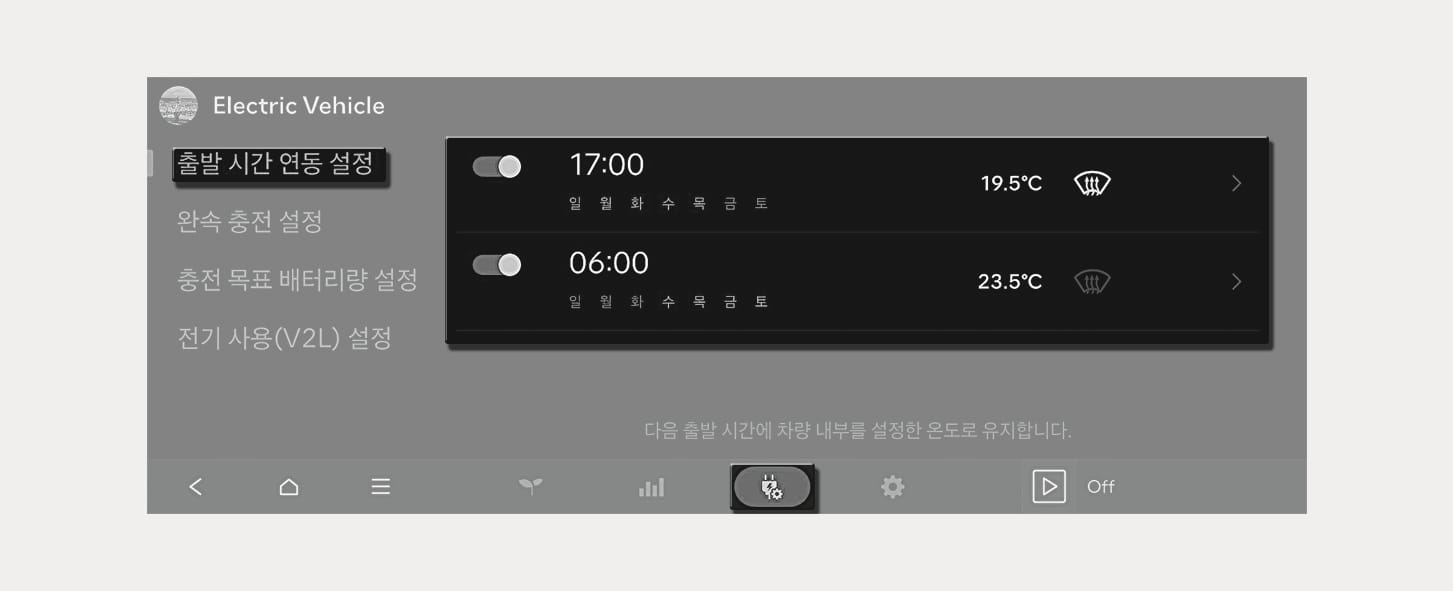 Electric Vehicle
출발 시간 연동 설정
완속 충전 설정
충전 목표 배터리량 설정
전기 사용(V2L) 설정
17:00
일 월 화 수 목 금 토
19.5°C
06:00
일 월 화 수 목 금 토
23.5°C
다음 출발 시간에 차량 내부를 설정한 온도로 유지합니다.
Off